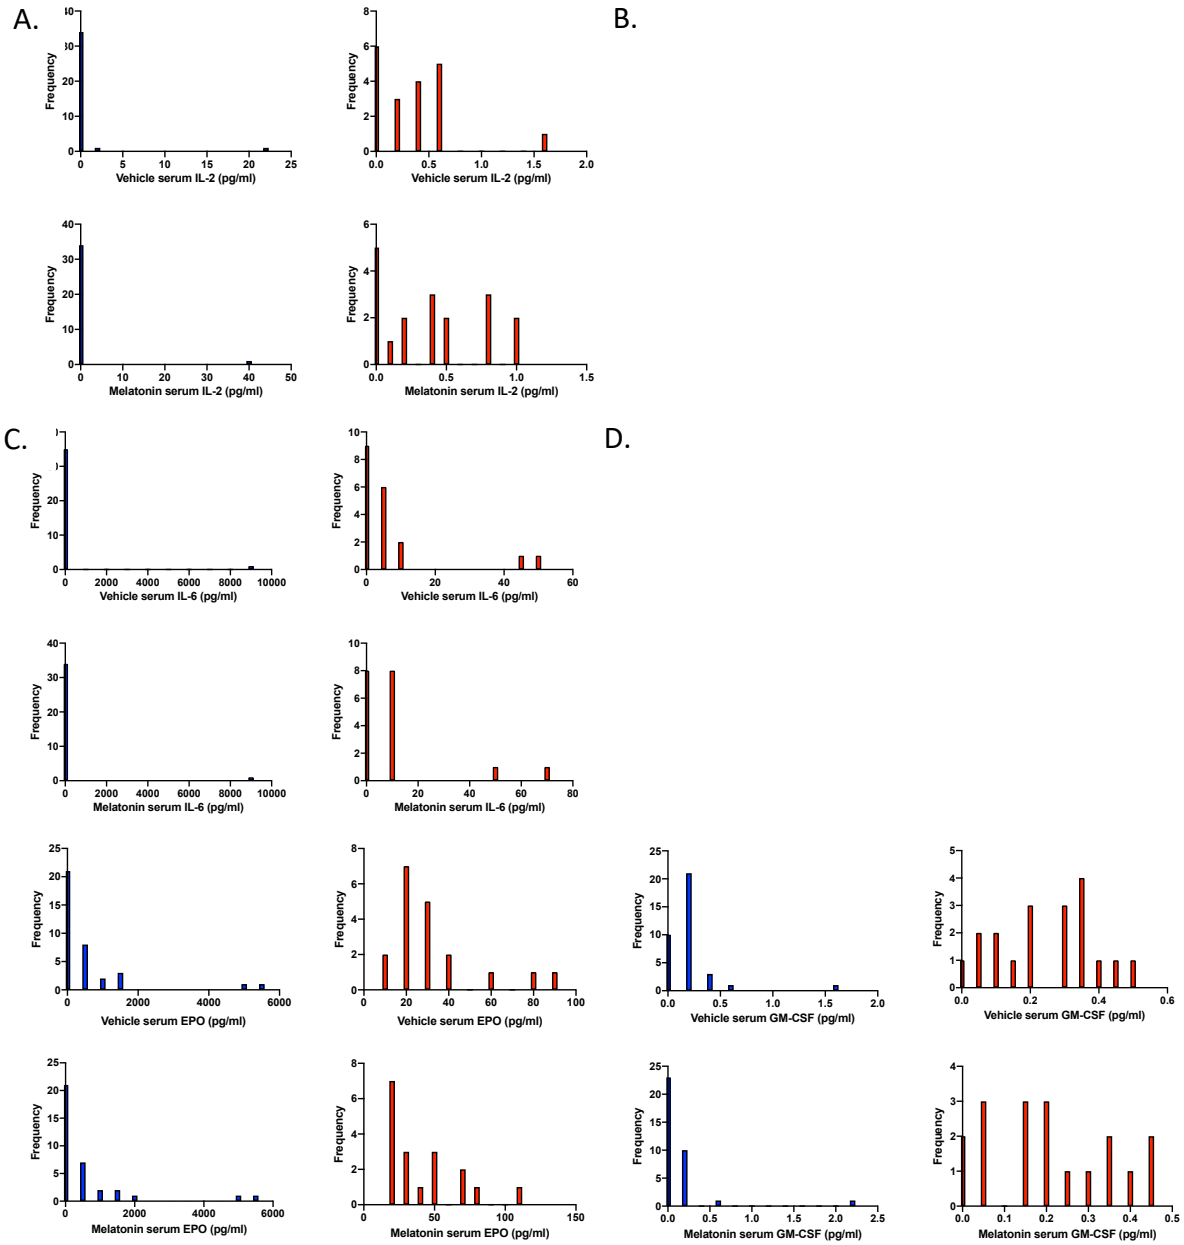 A.
B.
40
30
20
10
0
Frequency
0 5 10 15 20 25
Vehicle serum IL-2 (pg/ml)
8
6
4
2
0
Frequency
0.0 0.5 1.0 1.5 2.0
Vehicle serum IL-2 (pg/ml)
40
30
20
10
0
Frequency
0 10 20 30 40 50
Melatonin serum IL-2 (pg/ml)
6
4
2
0
Frequency
0.0 0.5 1.0 1.5
Melatonin serum IL-2 (pg/ml)
C.
D.
20
10
0
Frequency
0 2000 4000 6000 8000 10000
Vehicle serum IL-6 (pg/ml)
10
8
6
4
2
0
Frequency
0 20 40 60
Vehicle serum IL-6 (pg/ml)
40
30
20
10
0
Frequency
0 2000 4000 6000 8000 10000
Melatonin serum IL-6 (pg/ml)
10
8
6
4
2
0
Frequency
0 20 40 60 80
Melatonin serum IL-6 (pg/ml)
25
20
15
10
5
0
Frequency
0 2000 4000 6000
Vehicle serum EPO (pg/ml)
8
6
4
2
0
Frequency
0 20 40 60 80 100
Vehicle serum EPO (pg/ml)
25
20
15
10
5
0
Frequency
0.0 0.5 1.0 1.5 2.0
Vehicle serum GM-CSF (pg/ml)
5
4
3
2
1
0
Frequency
0.0 0.2 0.4 0.6
Vehicle serum GM-CSF (pg/ml)
25
20
15
10
5
0
Frequency
0 2000 4000 6000
Melatonin serum EPO (pg/ml)
8
6
4
2
0
Frequency
0 50 100 150
Melatonin serum EPO (pg/ml)
25
20
15
10
5
0
Frequency
0.0 0.5 1.0 1.5 2.0 2.5
Melatonin serum GM-CSF (pg/ml)
4
3
2
1
0
Frequency
0.0 0.1 0.2 0.3 0.4 0.5
Melatonin serum GM-CSF (pg/ml)